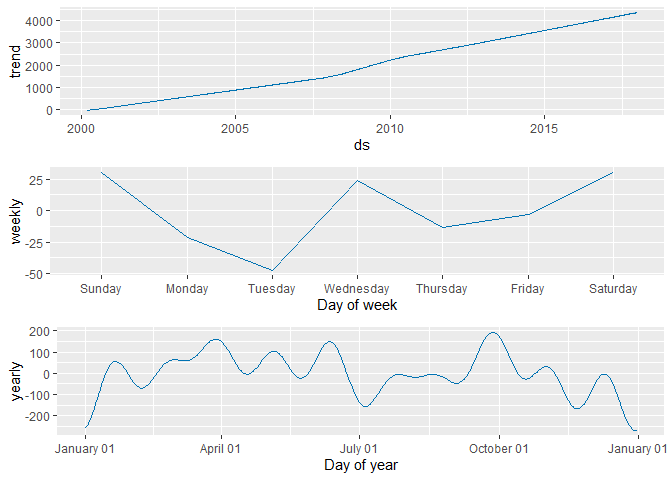 4000
3000
2000
1000
0
trend
2000 2005 2010 2015
ds
25
0
-25
-50
weekly
Sunday Monday Tuesday Wednesday Thursday Friday Saturday
Day of week
200
100
0
-100
-200
yearly
January 01 April 01 July 01 October 01 January 01
Day of year